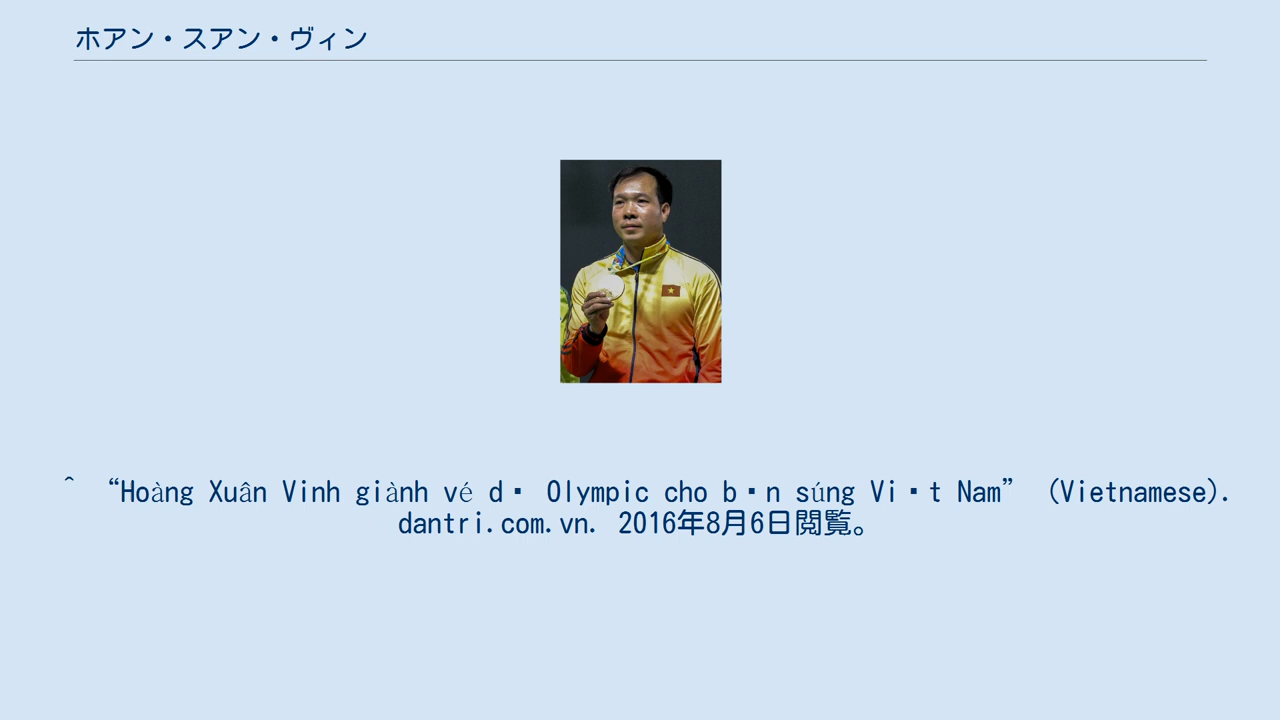 ホアン・スアン・ヴィン
^ “Hoàng Xuân Vinh giành vé d▪ Olympic cho b▪n súng Vi▪t Nam” (Vietnamese).
dantri.com.vn. 2016年8月6日閲覧。